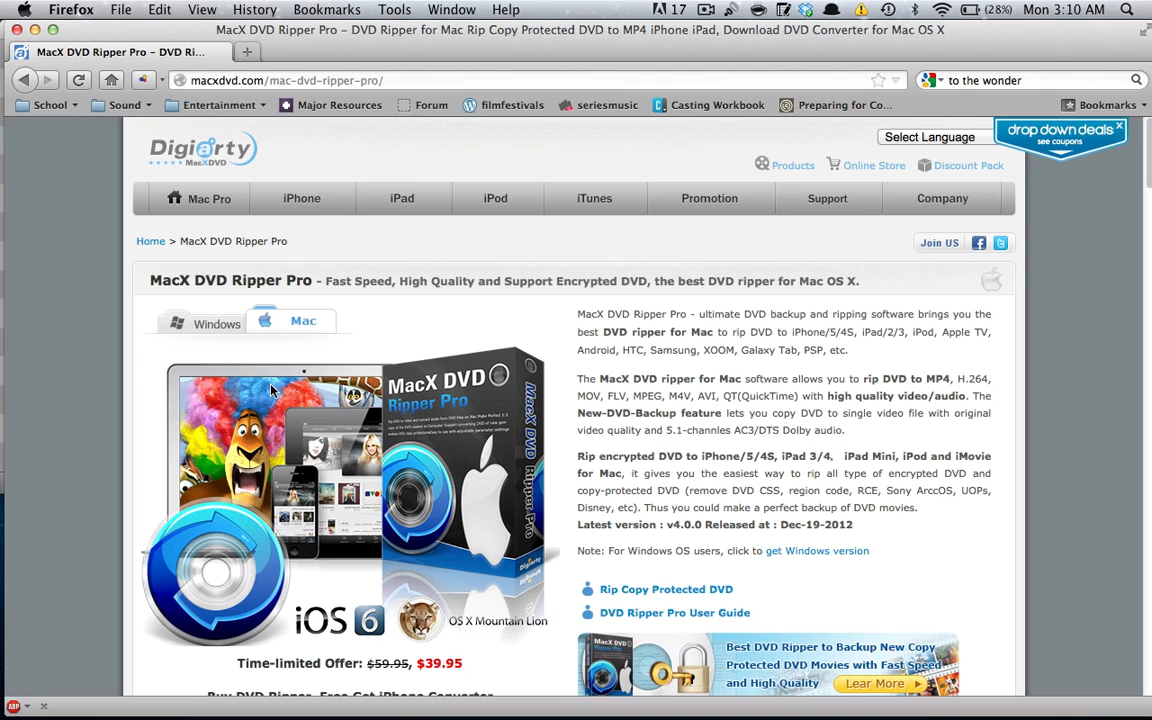 Firefox File Edit View History Bookmarks Tools Window Help 17 (28%) Mon 3:10 AM
MacX DVD Ripper Pro – DVD Ripper for Mac Rip Copy Protected DVD to MP4 iPhone iPad, Download DVD Converter for Mac OS X
MacX DVD Ripper Pro – DVD Ri... +
macxdvd.com/mac-dvd-ripper-pro/ to the wonder
School Sound Entertainment Major Resources Forum filmfestivals seriesmusic Casting Workbook Preparing for Co... Bookmarks
Digiarty
MacXDVD
Select Language
drop down deals x
see coupons
Products Online Store Discount Pack
Mac Pro iPhone iPad iPod iTunes Promotion Support Company
Home > MacX DVD Ripper Pro
Join US
MacX DVD Ripper Pro - Fast Speed, High Quality and Support Encrypted DVD, the best DVD ripper for Mac OS X.
Windows Mac
MacX DVD
Ripper Pro
MacX DVD Ripper Pro
Digiarty
iOS 6 OS X Mountain Lion
Time-limited Offer: $59.95, $39.95
Buy DVD Ripper, Free Get iPhone Converter
MacX DVD Ripper Pro - ultimate DVD backup and ripping software brings you the
best DVD ripper for Mac to rip DVD to iPhone/5/4S, iPad/2/3, iPod, Apple TV,
Android, HTC, Samsung, XOOM, Galaxy Tab, PSP, etc.
The MacX DVD ripper for Mac software allows you to rip DVD to MP4, H.264,
MOV, FLV, MPEG, M4V, AVI, QT(QuickTime) with high quality video/audio. The
New-DVD-Backup feature lets you copy DVD to single video file with original
video quality and 5.1-channles AC3/DTS Dolby audio.
Rip encrypted DVD to iPhone/5/4S, iPad 3/4, iPad Mini, iPod and iMovie
for Mac, it gives you the easiest way to rip all type of encrypted DVD and
copy-protected DVD (remove DVD CSS, region code, RCE, Sony ArccOS, UOPs,
Disney, etc). Thus you could make a perfect backup of DVD movies.
Latest version : v4.0.0 Released at : Dec-19-2012
Note: For Windows OS users, click to get Windows version
Rip Copy Protected DVD
DVD Ripper Pro User Guide
Best DVD Ripper to Backup New Copy
Protected DVD Movies with Fast Speed
and High Quality Lear More
ABP